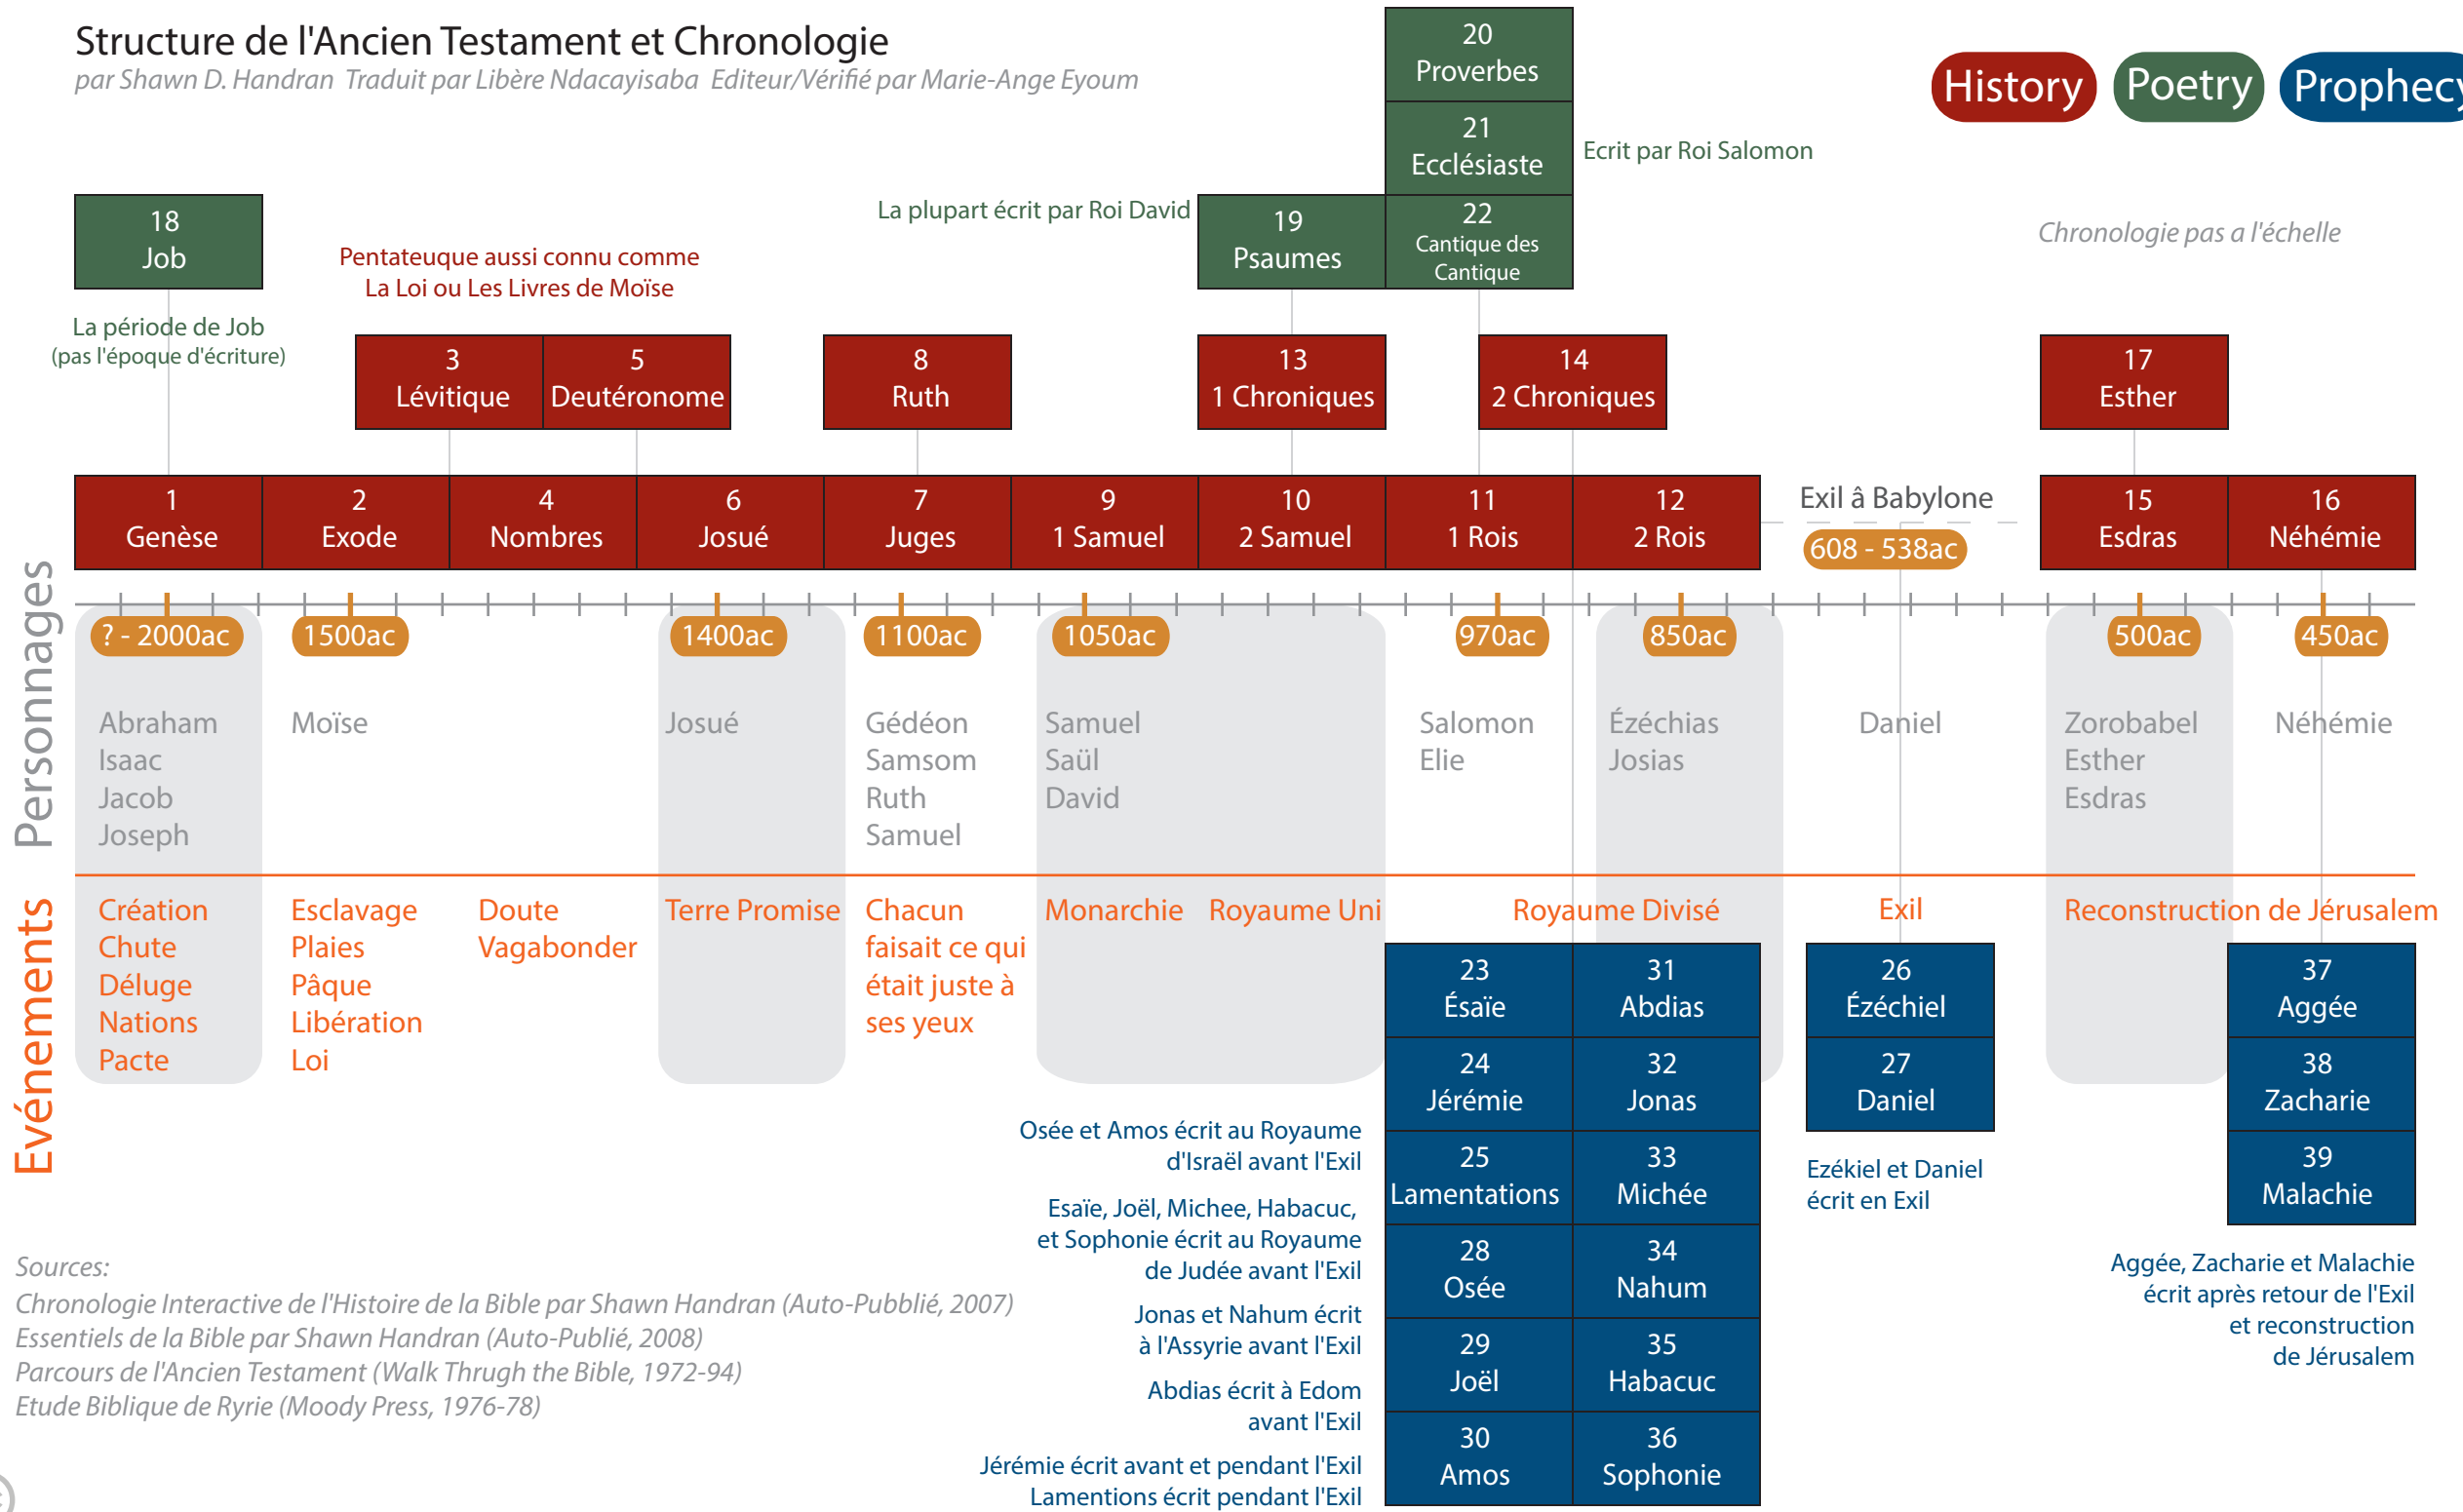 Structure de l'Ancien Testament et Chronologie
par Shawn D. Handran  Traduit par Libère Ndacayisaba  Editeur/Vérifié par Marie-Ange Eyoum
History
Poetry
Prophecy
20
Proverbes
21
Ecclésiaste
Ecrit par Roi Salomon
18
Job
La plupart écrit par Roi David
19
Psaumes
22
Cantique des
Cantique
Chronologie pas a l'échelle
Pentateuque aussi connu comme
La Loi ou Les Livres de Moïse
La période de Job
(pas l'époque d'écriture)
3
Lévitique
5
Deutéronome
8
Ruth
13
1 Chroniques
14
2 Chroniques
17
Esther
1
Genèse
2
Exode
4
Nombres
6
Josué
7
Juges
9
1 Samuel
10
2 Samuel
11
1 Rois
12
2 Rois
Exil â Babylone
608 - 538ac
15
Esdras
16
Néhémie
? - 2000ac
1500ac
1400ac
1100ac
1050ac
970ac
850ac
500ac
450ac
Personnages
Abraham
Isaac
Jacob
Joseph
Moïse
Josué
Gédéon
Samsom
Ruth
Samuel
Samuel
Saül
David
Salomon
Elie
Ézéchias
Josias
Daniel
Zorobabel
Esther
Esdras
Néhémie
Evénements
Création
Chute
Déluge
Nations
Pacte
Esclavage
Plaies
Pâque
Libération
Loi
Doute
Vagabonder
Terre Promise
Chacun
faisait ce qui
était juste à
ses yeux
Monarchie
Royaume Uni
Royaume Divisé
Exil
Reconstruction de Jérusalem
23
Ésaïe
31
Abdias
24
Jérémie
32
Jonas
25
Lamentations
33
Michée
28
Osée
34
Nahum
29
Joël
35
Habacuc
30
Amos
36
Sophonie
26
Ézéchiel
27
Daniel
Ezékiel et Daniel
écrit en Exil
37
Aggée
38
Zacharie
39
Malachie
Aggée, Zacharie et Malachie
écrit après retour de l'Exil
et reconstruction
de Jérusalem
Osée et Amos écrit au Royaume
d'Israël avant l'Exil
Esaïe, Joël, Michee, Habacuc,
et Sophonie écrit au Royaume
de Judée avant l'Exil
Jonas et Nahum écrit
à l'Assyrie avant l'Exil
Abdias écrit à Edom
avant l'Exil
Jérémie écrit avant et pendant l'Exil
Lamentions écrit pendant l'Exil
Sources:
Chronologie Interactive de l'Histoire de la Bible par Shawn Handran (Auto-Pubblié, 2007)
Essentiels de la Bible par Shawn Handran (Auto-Publié, 2008)
Parcours de l'Ancien Testament (Walk Thrugh the Bible, 1972-94)
Etude Biblique de Ryrie (Moody Press, 1976-78)